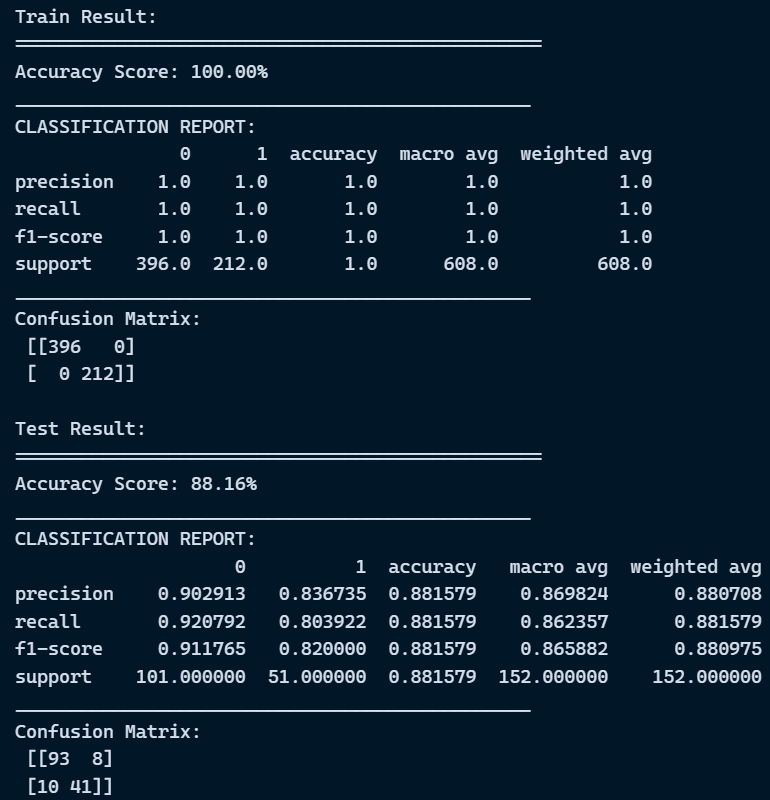 Train Result:
================================================
Accuracy Score: 100.00%
_______________________________________________
CLASSIFICATION REPORT:
               0      1  accuracy  macro avg  weighted avg
precision    1.0    1.0       1.0        1.0           1.0
recall       1.0    1.0       1.0        1.0           1.0
f1-score     1.0    1.0       1.0        1.0           1.0
support    396.0  212.0       1.0      608.0         608.0
_______________________________________________
Confusion Matrix:
 [[396   0]
 [  0 212]]

Test Result:
================================================
Accuracy Score: 88.16%
_______________________________________________
CLASSIFICATION REPORT:
                    0          1  accuracy   macro avg  weighted avg
precision    0.902913   0.836735  0.881579    0.869824      0.880708
recall       0.920792   0.803922  0.881579    0.862357      0.881579
f1-score     0.911765   0.820000  0.881579    0.865882      0.880975
support    101.000000  51.000000  0.881579  152.000000    152.000000
_______________________________________________
Confusion Matrix:
 [[93  8]
 [10 41]]